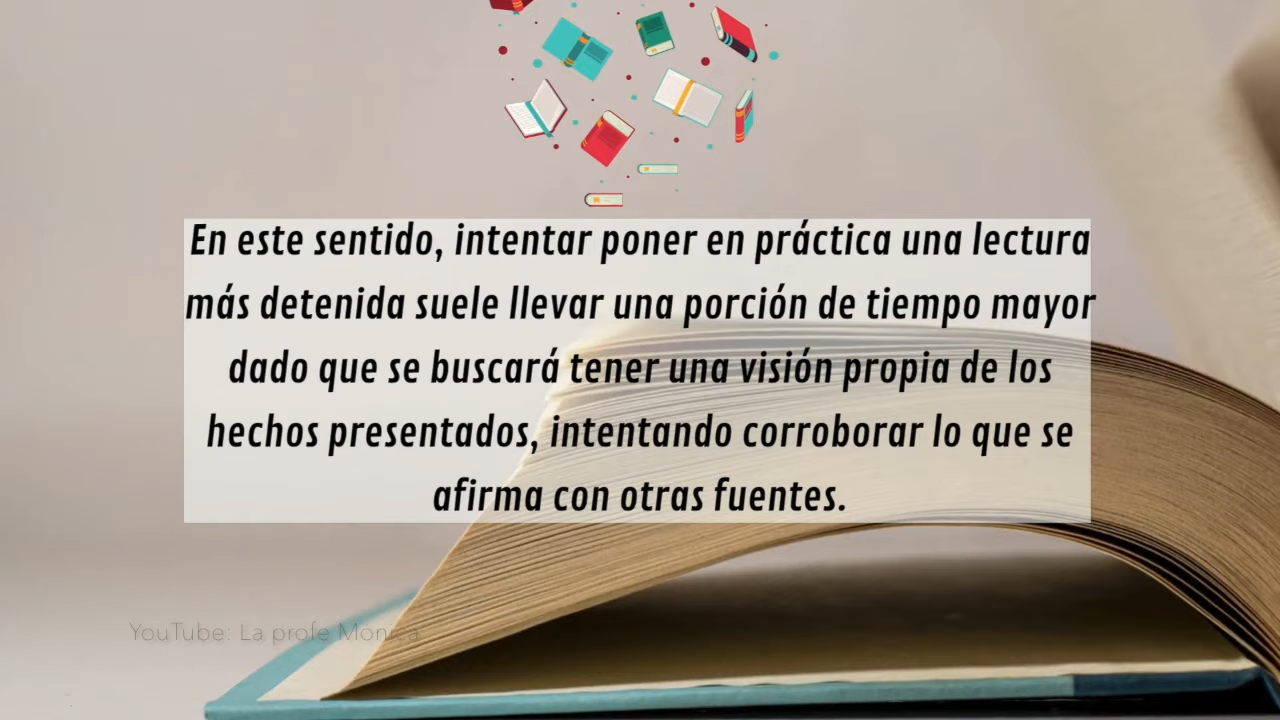 En este sentido, intentar poner en práctica una lectura
más detenida suele llevar una porción de tiempo mayor
dado que se buscará tener una visión propia de los
hechos presentados, intentando corroborar lo que se
afirma con otras fuentes.
YouTube: La profe Mónica